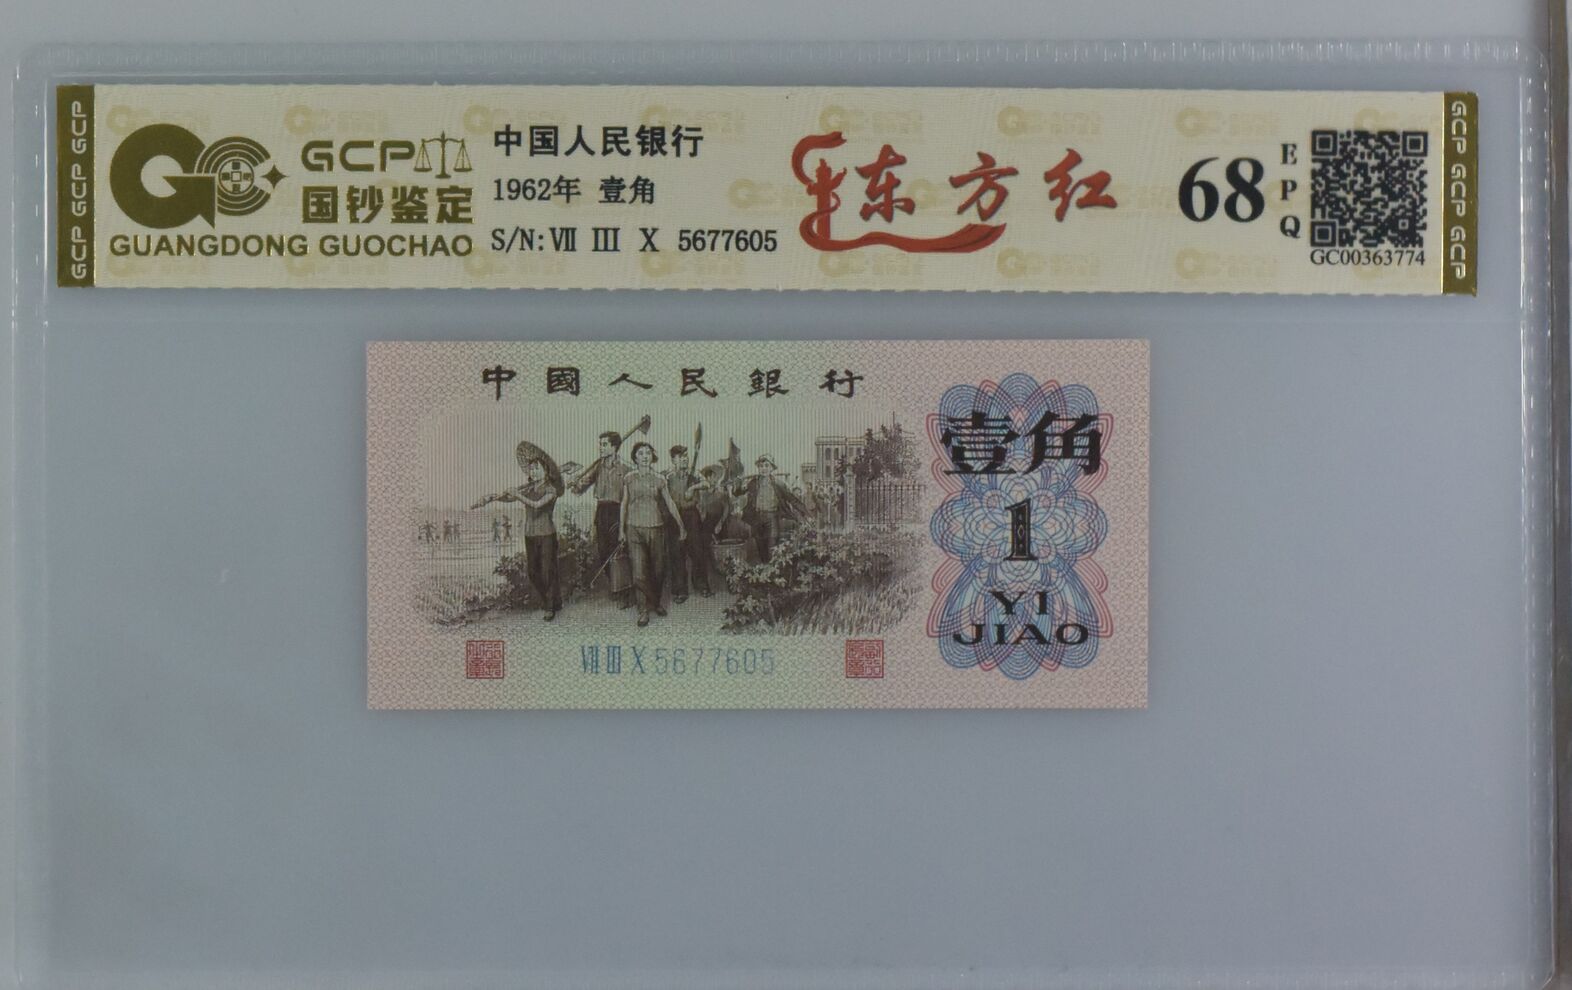 GCP GCP GCP
GCP
国钞鉴定
GUANGDONG GUOCHAO
中国人民银行
1962年 壹角
S/N: Ⅶ Ⅲ Ⅹ 5677605
东方红
68
EPQ
GC00363774
GCP GCP GCP
中國人民銀行
壹角
1
YI
JIAO
Ⅶ Ⅲ Ⅹ 5677605